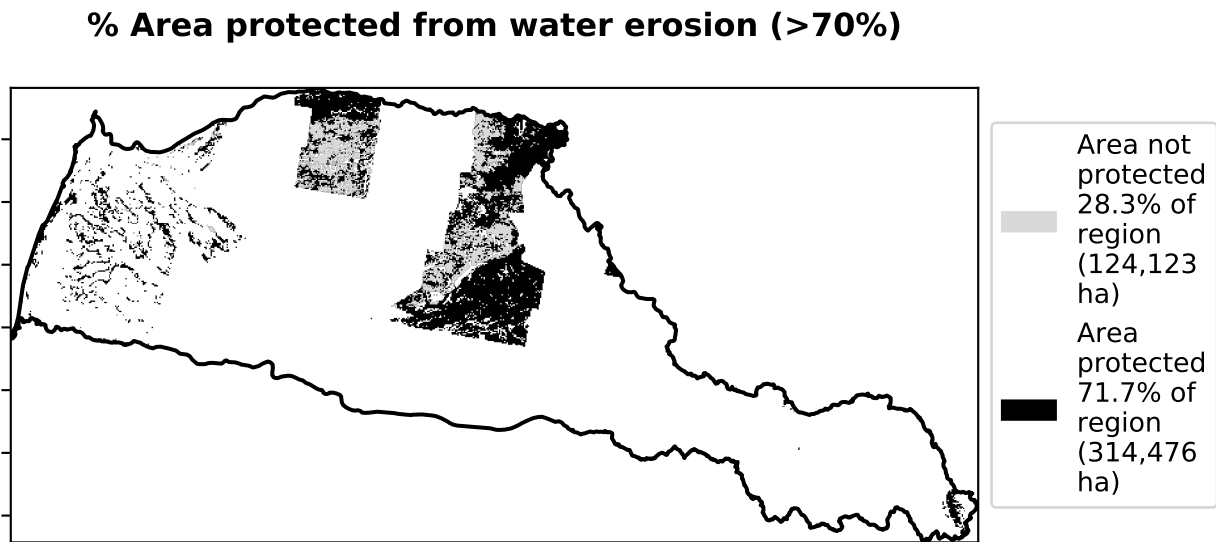 % Area protected from water erosion (>70%)
Area not
protected
28.3% of
region
(124,123
ha)
Area
protected
71.7% of
region
(314,476
ha)